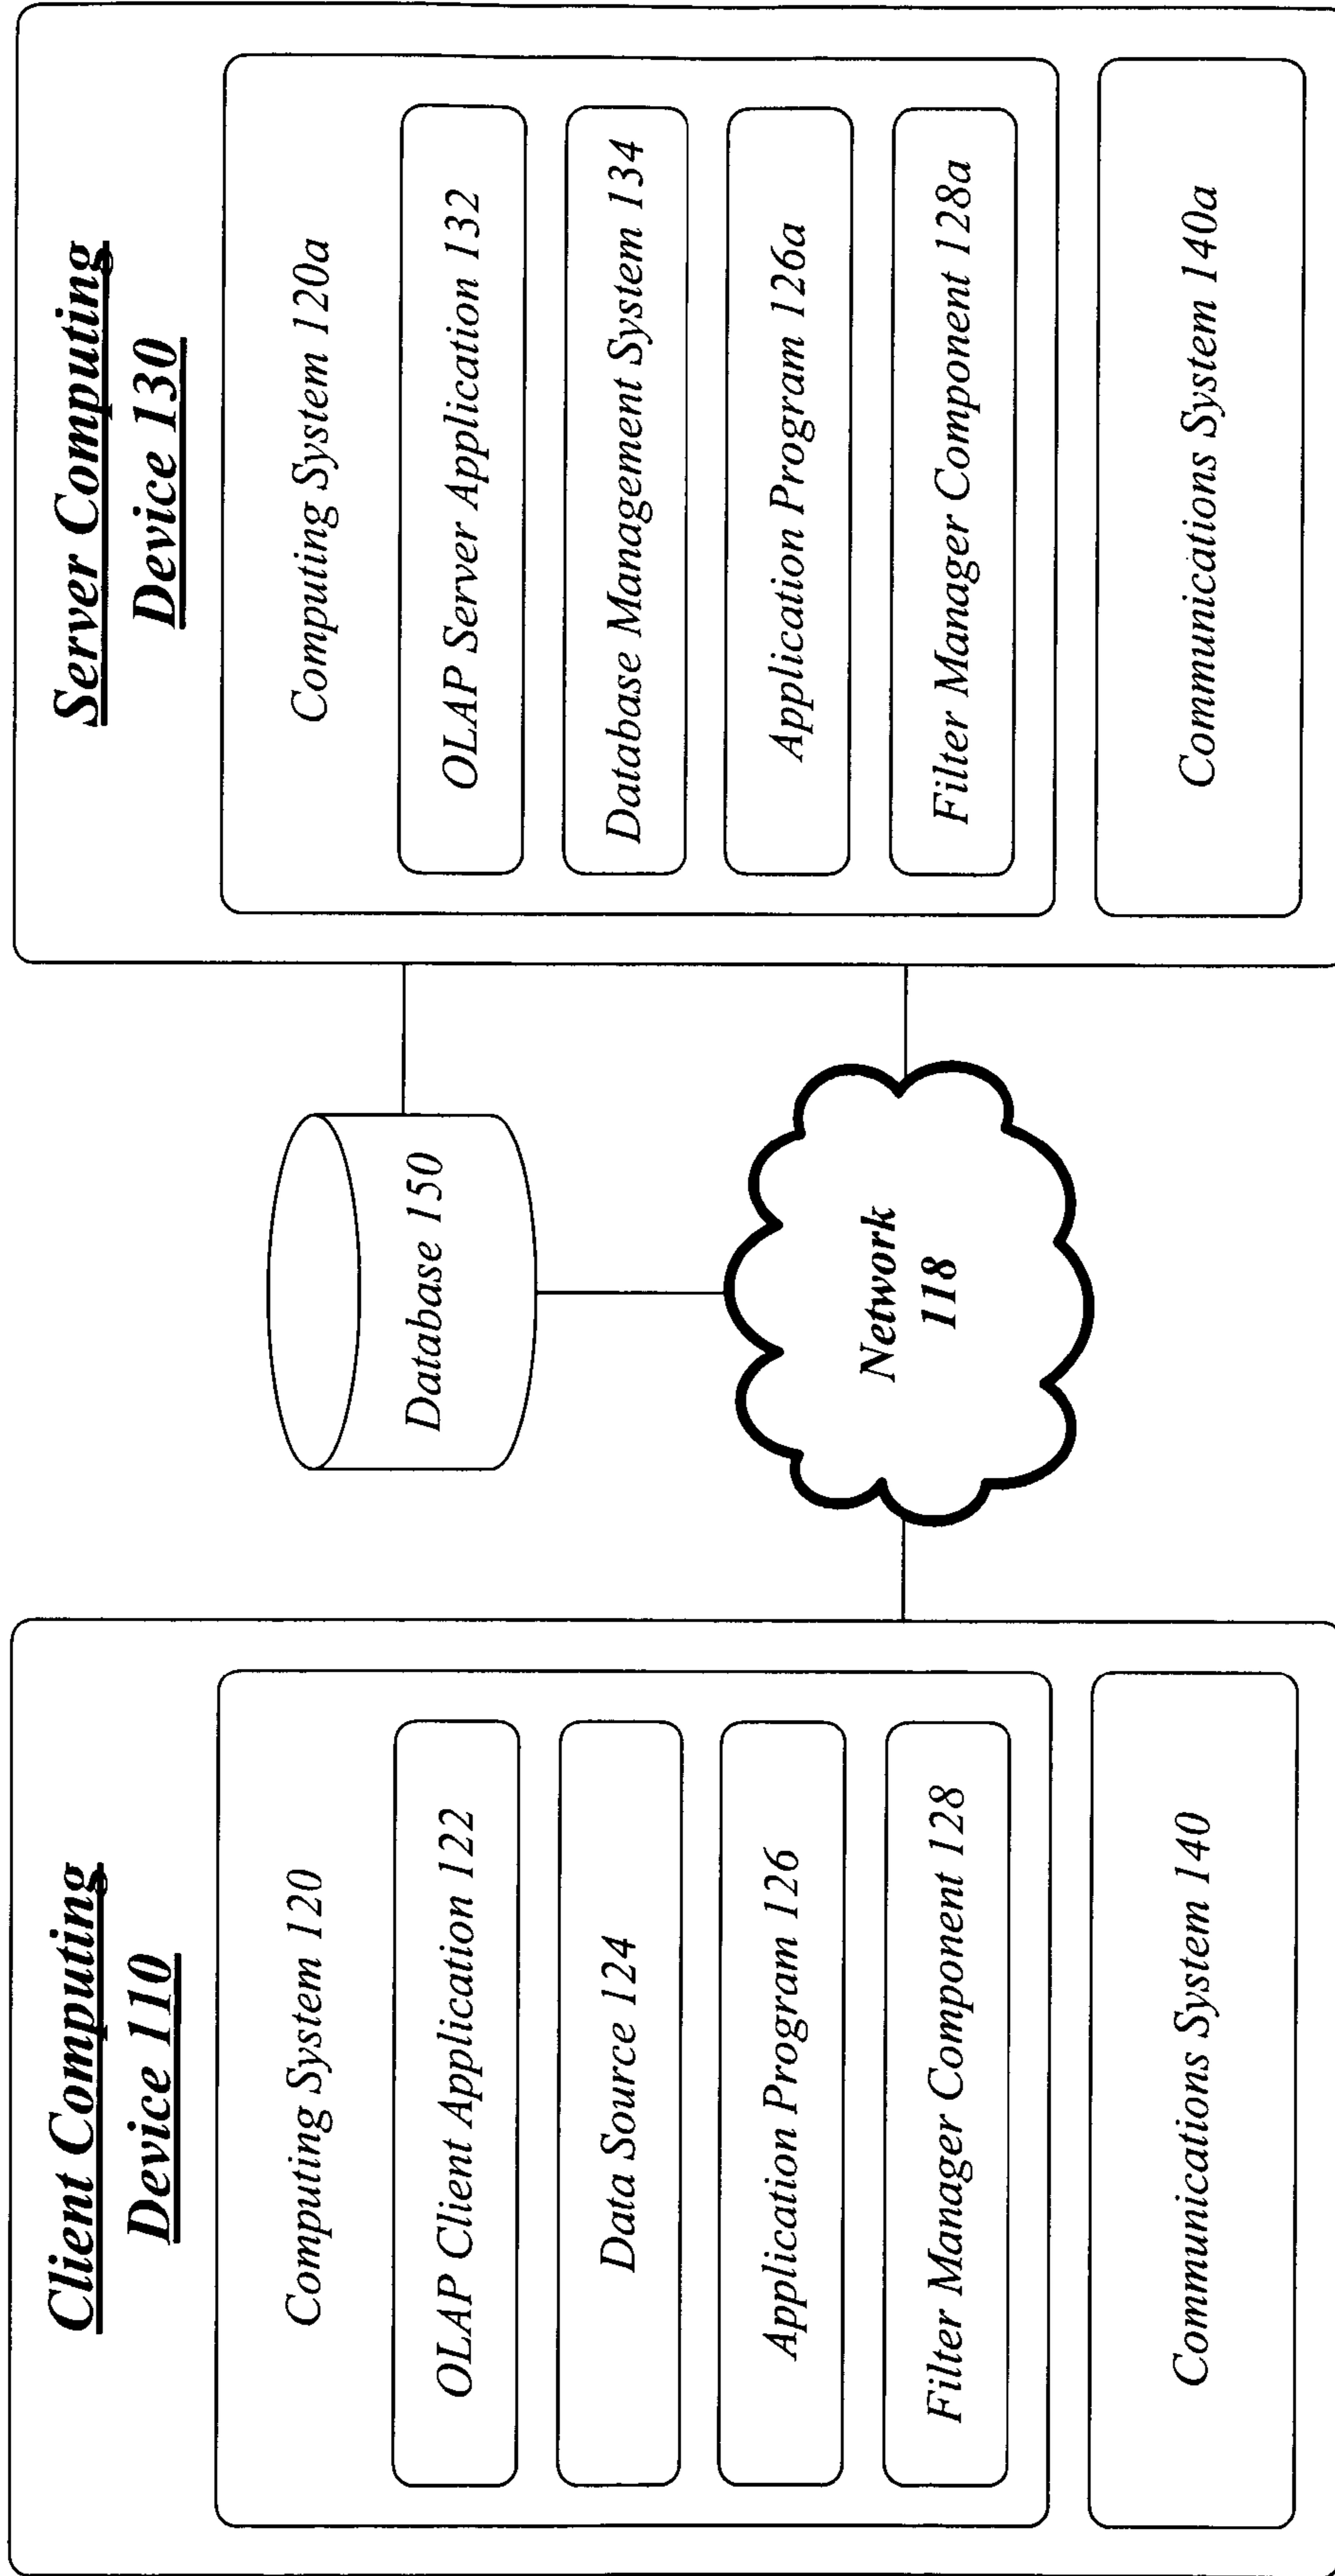 Client Computing
Device 110
Computing System 120
OLAP Client Application 122
Data Source 124
Application Program 126
Filter Manager Component 128
Communications System 140
Database 150
Network
118
Server Computing
Device 130
Computing System 120a
OLAP Server Application 132
Database Management System 134
Application Program 126a
Filter Manager Component 128a
Communications System 140a